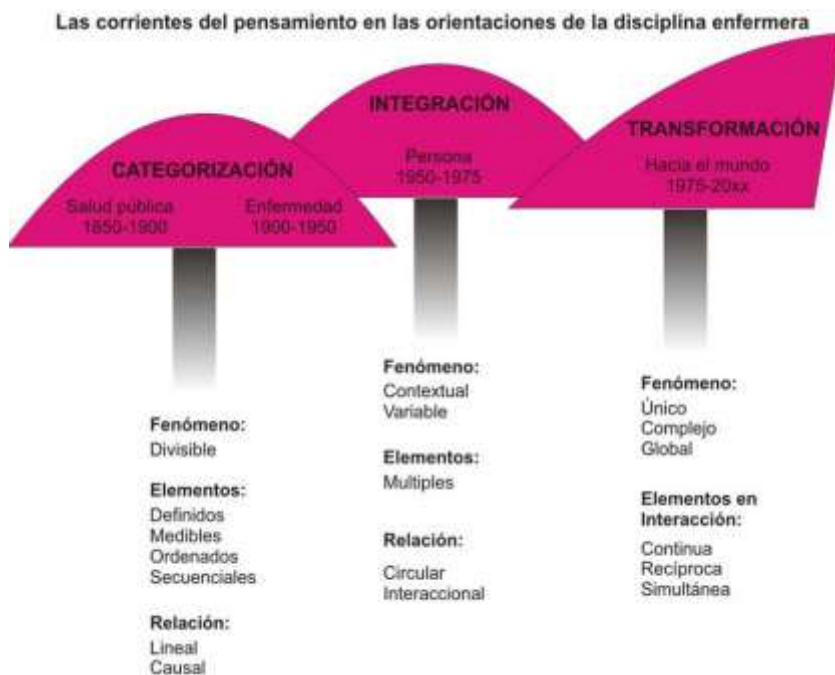 Las corrientes del pensamiento en las orientaciones de la disciplina enfermera
CATEGORIZACIÓN
Salud pública
1850-1900
Enfermedad
1900-1950
INTEGRACIÓN
Persona
1950-1975
TRANSFORMACIÓN
Hacia el mundo
1975-20xx
Fenómeno:
Divisible
Elementos:
Definidos
Medibles
Ordenados
Secuenciales
Relación:
Lineal
Causal
Fenómeno:
Contextual
Variable
Elementos:
Multiples
Relación:
Circular
Interaccional
Fenómeno:
Único
Complejo
Global
Elementos en
Interacción:
Continua
Recíproca
Simultánea